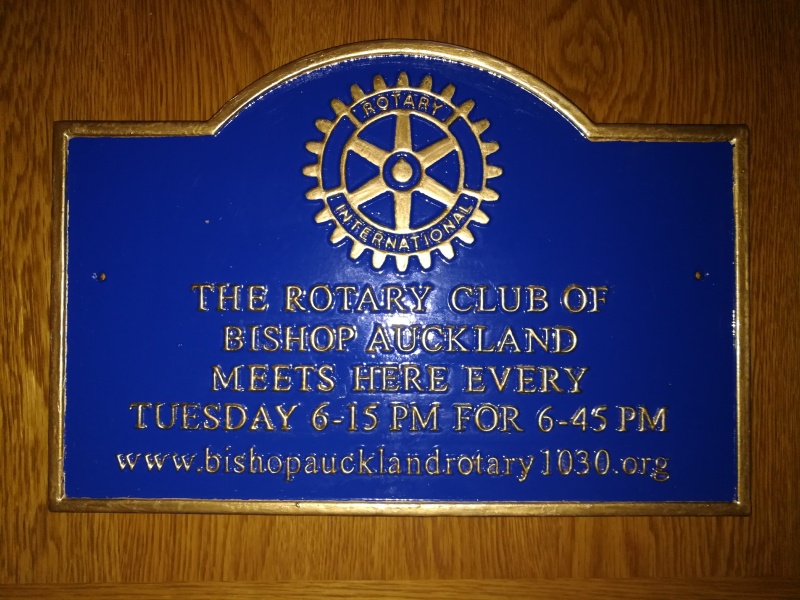 ROTARY
INTERNATIONAL
THE ROTARY CLUB OF
BISHOP AUCKLAND
MEETS HERE EVERY
TUESDAY 6-15 PM FOR 6-45 PM
www.bishopaucklandrotary1030.org